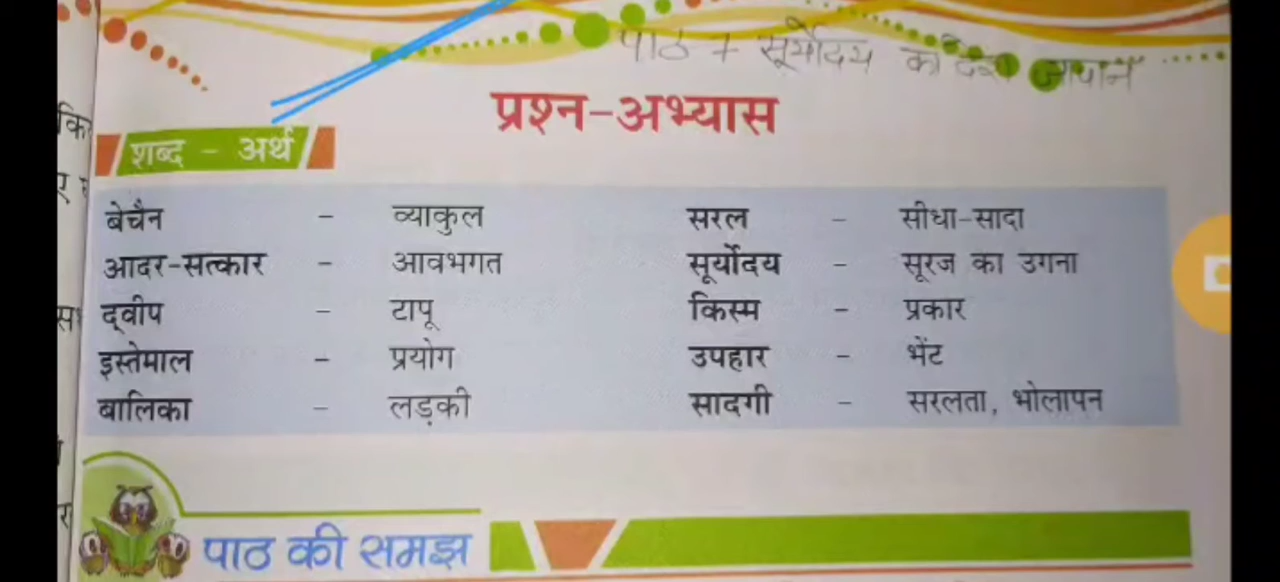 पाठ 7 सूर्योदय का देश जापान
प्रश्न-अभ्यास
शब्द - अर्थ
बेचैन - व्याकुल सरल - सीधा-सादा
आदर-सत्कार - आवभगत सूर्योदय - सूरज का उगना
द्वीप - टापू किस्म - प्रकार
इस्तेमाल - प्रयोग उपहार - भेंट
बालिका - लड़की सादगी - सरलता, भोलापन
पाठ की समझ